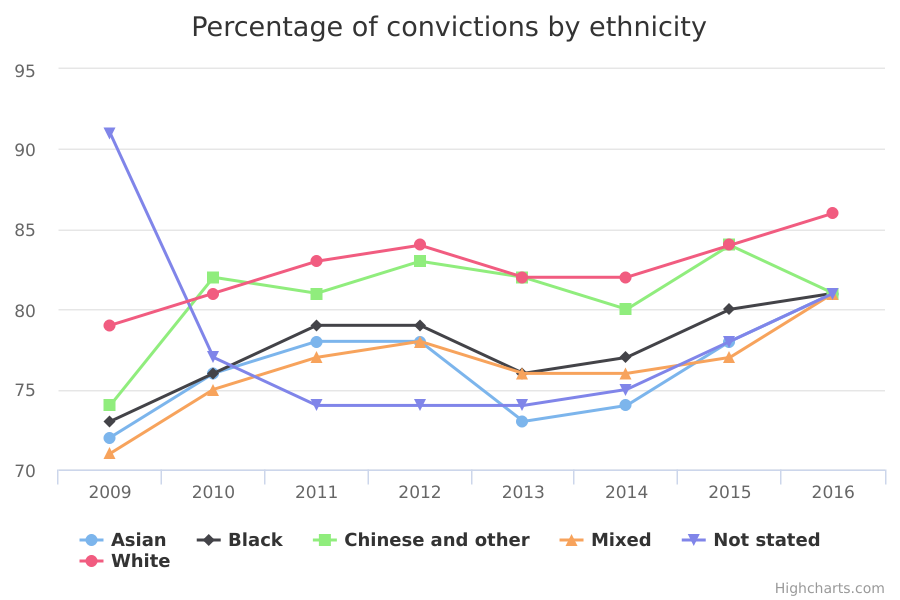 Percentage of convictions by ethnicity
95
90
85
80
75
70
2009 2010 2011 2012 2013 2014 2015 2016
Asian Black Chinese and other Mixed Not stated
White
Highcharts.com